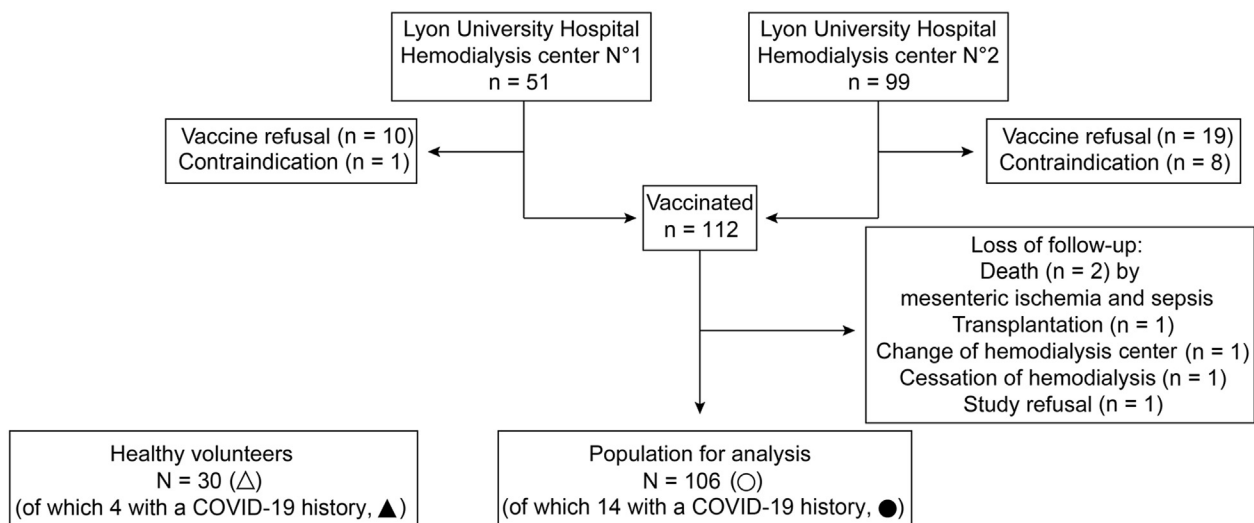 Lyon University Hospital
Hemodialysis center N°1
n = 51
Lyon University Hospital
Hemodialysis center N°2
n = 99
Vaccine refusal (n = 10)
Contraindication (n = 1)
Vaccine refusal (n = 19)
Contraindication (n = 8)
Vaccinated
n = 112
Loss of follow-up:
Death (n = 2) by
mesenteric ischemia and sepsis
Transplantation (n = 1)
Change of hemodialysis center (n = 1)
Cessation of hemodialysis (n = 1)
Study refusal (n = 1)
Healthy volunteers
N = 30 (△)
(of which 4 with a COVID-19 history, ▲)
Population for analysis
N = 106 (○)
(of which 14 with a COVID-19 history, ●)